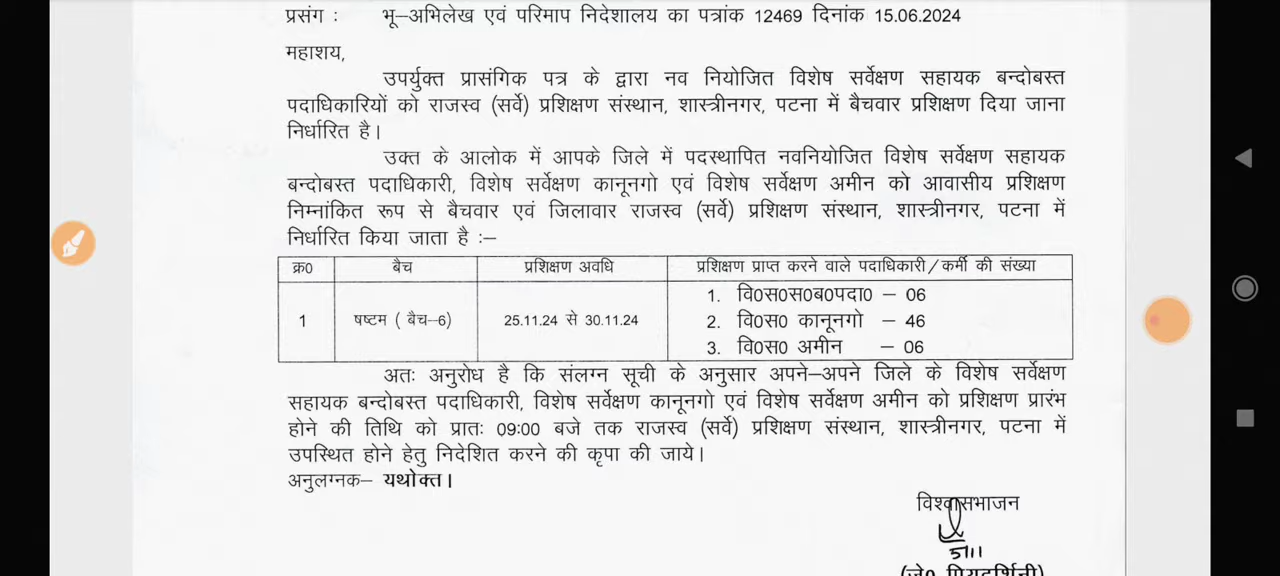 प्रसंग : भू–अभिलेख एवं परिमाप निदेशालय का पत्रांक 12469 दिनांक 15.06.2024
महाशय,
उपर्युक्त प्रासंगिक पत्र के द्वारा नव नियोजित विशेष सर्वेक्षण सहायक बन्दोबस्त
पदाधिकारियों को राजस्व (सर्वे) प्रशिक्षण संस्थान, शास्त्रीनगर, पटना में बैचवार प्रशिक्षण दिया जाना
निर्धारित है।
उक्त के आलोक में आपके जिले में पदस्थापित नवनियोजित विशेष सर्वेक्षण सहायक
बन्दोबस्त पदाधिकारी, विशेष सर्वेक्षण कानूनगो एवं विशेष सर्वेक्षण अमीन को आवासीय प्रशिक्षण
निम्नांकित रूप से बैचवार एवं जिलावार राजस्व (सर्वे) प्रशिक्षण संस्थान, शास्त्रीनगर, पटना में
निर्धारित किया जाता है :–
क्र0 बैच प्रशिक्षण अवधि प्रशिक्षण प्राप्त करने वाले पदाधिकारी/कर्मी की संख्या
1 षष्टम ( बैच–6) 25.11.24 से 30.11.24
1. वि0स0स0ब0पदा0 – 06
2. वि0स0 कानूनगो – 46
3. वि0स0 अमीन – 06
अतः अनुरोध है कि संलग्न सूची के अनुसार अपने–अपने जिले के विशेष सर्वेक्षण
सहायक बन्दोबस्त पदाधिकारी, विशेष सर्वेक्षण कानूनगो एवं विशेष सर्वेक्षण अमीन को प्रशिक्षण प्रारंभ
होने की तिथि को प्रातः 09:00 बजे तक राजस्व (सर्वे) प्रशिक्षण संस्थान, शास्त्रीनगर, पटना में
उपस्थित होने हेतु निदेशित करने की कृपा की जाये।
अनुलग्नक– यथोक्त।
विश्वासभाजन
5/11
(जे0 प्रियदर्शिनी)